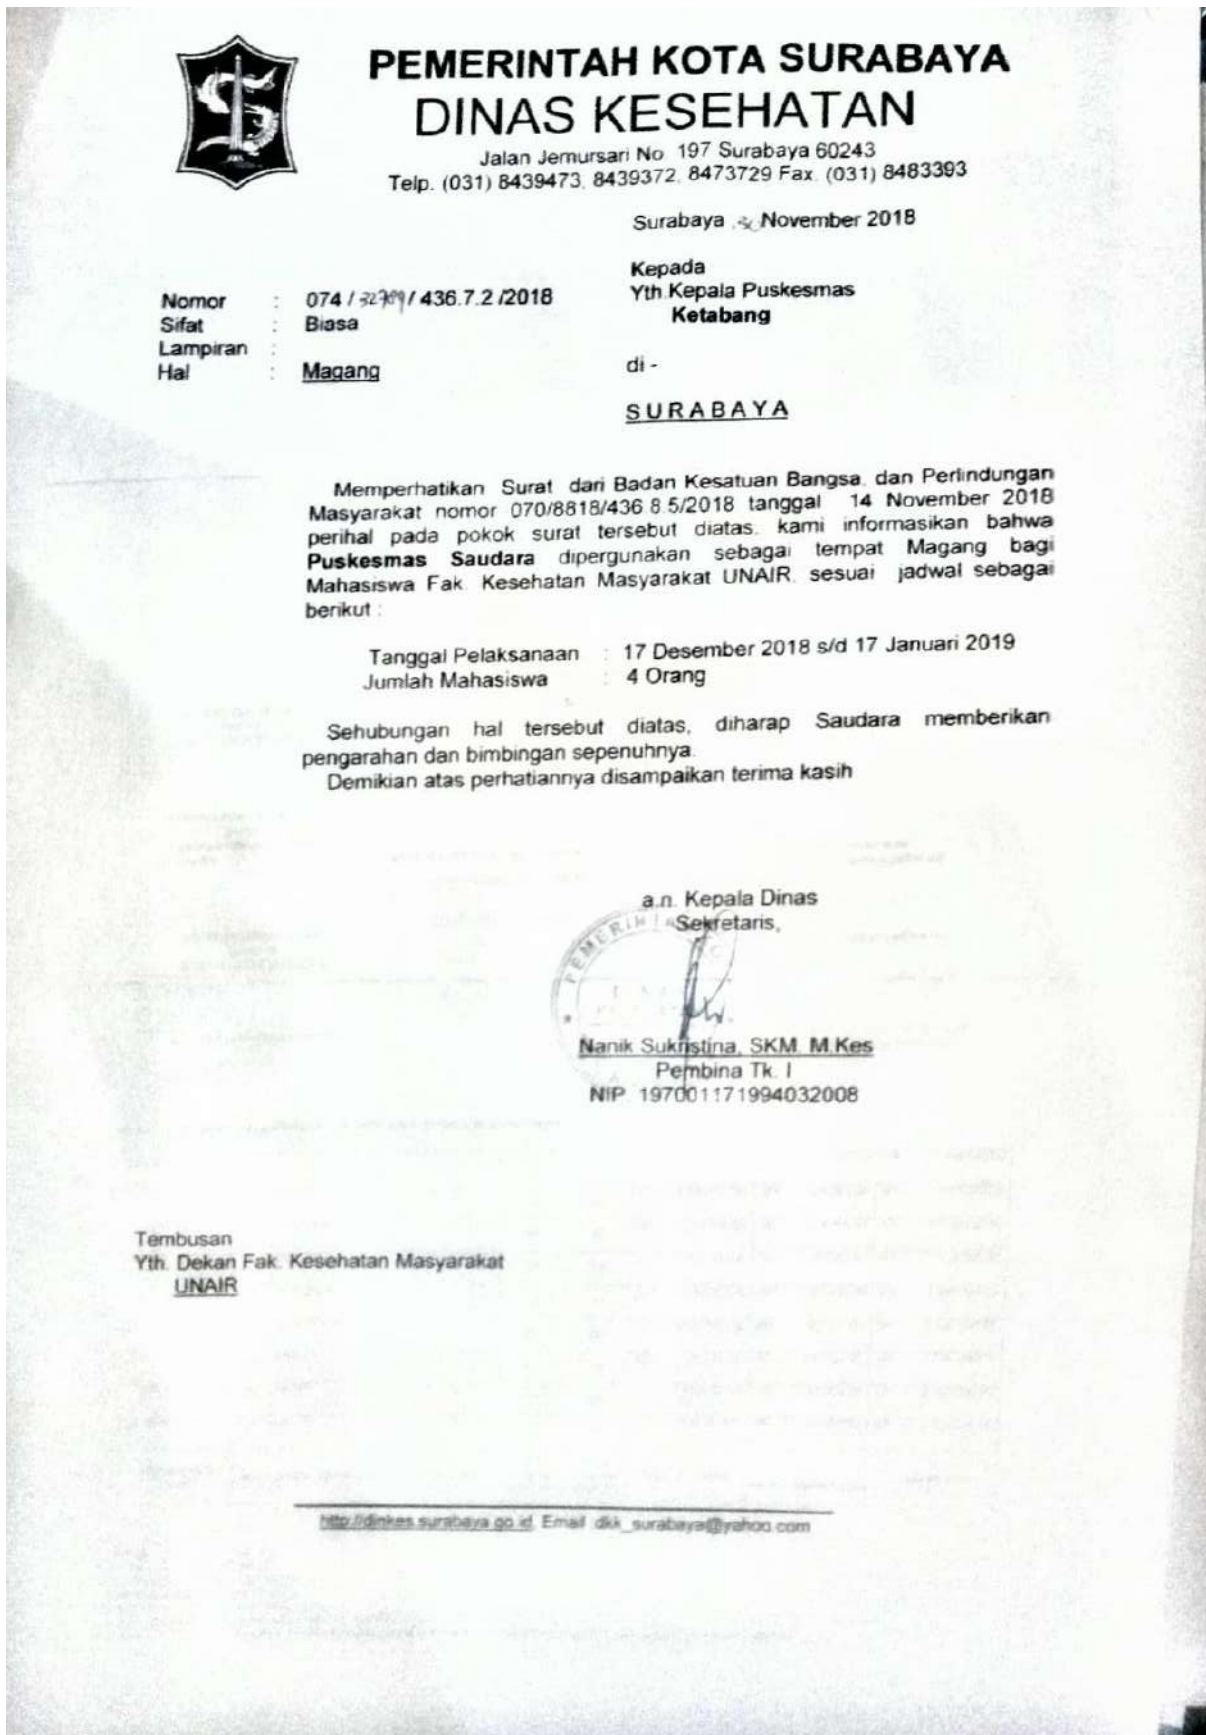 PEMERINTAH KOTA SURABAYA
DINAS KESEHATAN
Jalan Jemursari No. 197 Surabaya 60243
Telp. (031) 8439473, 8439372, 8473729 Fax. (031) 8483393
Surabaya, November 2018
Kepada
Yth.Kepala Puskesmas
Ketabang
di -
SURABAYA
Nomor : 074 / 32789 / 436.7.2 /2018
Sifat : Biasa
Lampiran :
Hal : Magang
Memperhatikan Surat dari Badan Kesatuan Bangsa, dan Perlindungan
Masyarakat nomor 070/8818/436.8.5/2018 tanggal 14 November 2018
perihal pada pokok surat tersebut diatas, kami informasikan bahwa
Puskesmas Saudara dipergunakan sebagai tempat Magang bagi
Mahasiswa Fak. Kesehatan Masyarakat UNAIR, sesuai jadwal sebagai
berikut :
Tanggal Pelaksanaan : 17 Desember 2018 s/d 17 Januari 2019
Jumlah Mahasiswa : 4 Orang
Sehubungan hal tersebut diatas, diharap Saudara memberikan
pengarahan dan bimbingan sepenuhnya.
Demikian atas perhatiannya disampaikan terima kasih
a.n. Kepala Dinas
Sekretaris,
Nanik Sukristina, SKM. M.Kes
Pembina Tk. I
NIP. 197001171994032008
Tembusan
Yth. Dekan Fak. Kesehatan Masyarakat
UNAIR
http://dinkes.surabaya.go.id, Email :dkk_surabaya@yahoo.com